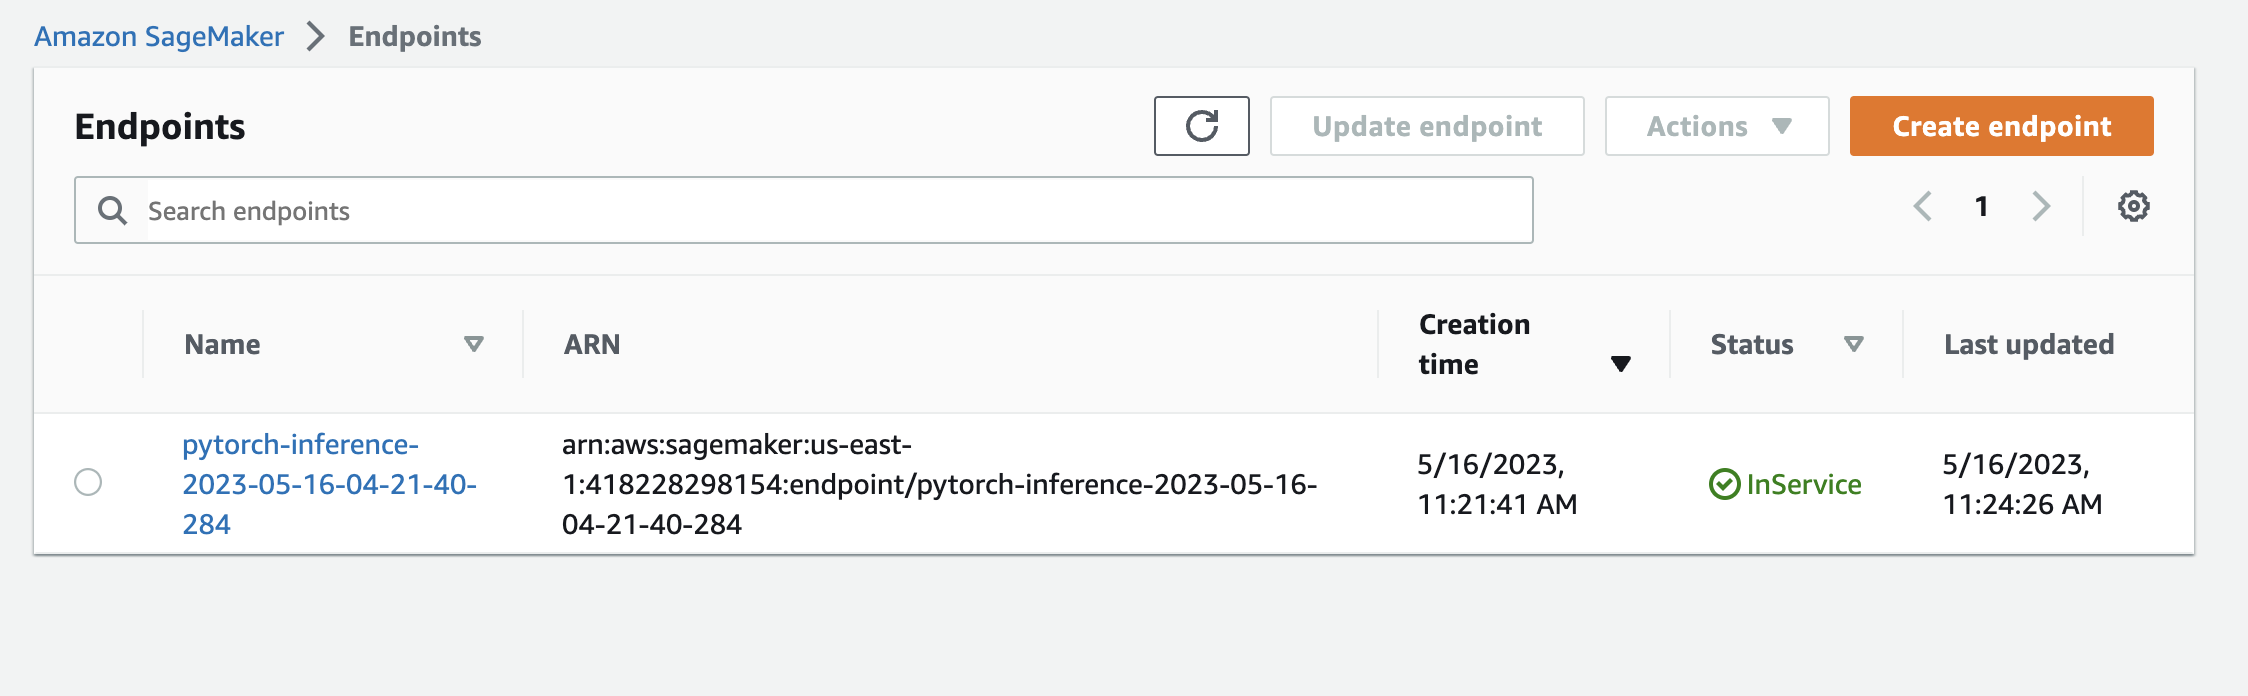 Amazon SageMaker > Endpoints
Endpoints
Update endpoint
Actions
Create endpoint
Search endpoints
1
Name
ARN
Creation
time
Status
Last updated
pytorch-inference-
2023-05-16-04-21-40-
284
arn:aws:sagemaker:us-east-
1:418228298154:endpoint/pytorch-inference-2023-05-16-
04-21-40-284
5/16/2023,
11:21:41 AM
InService
5/16/2023,
11:24:26 AM